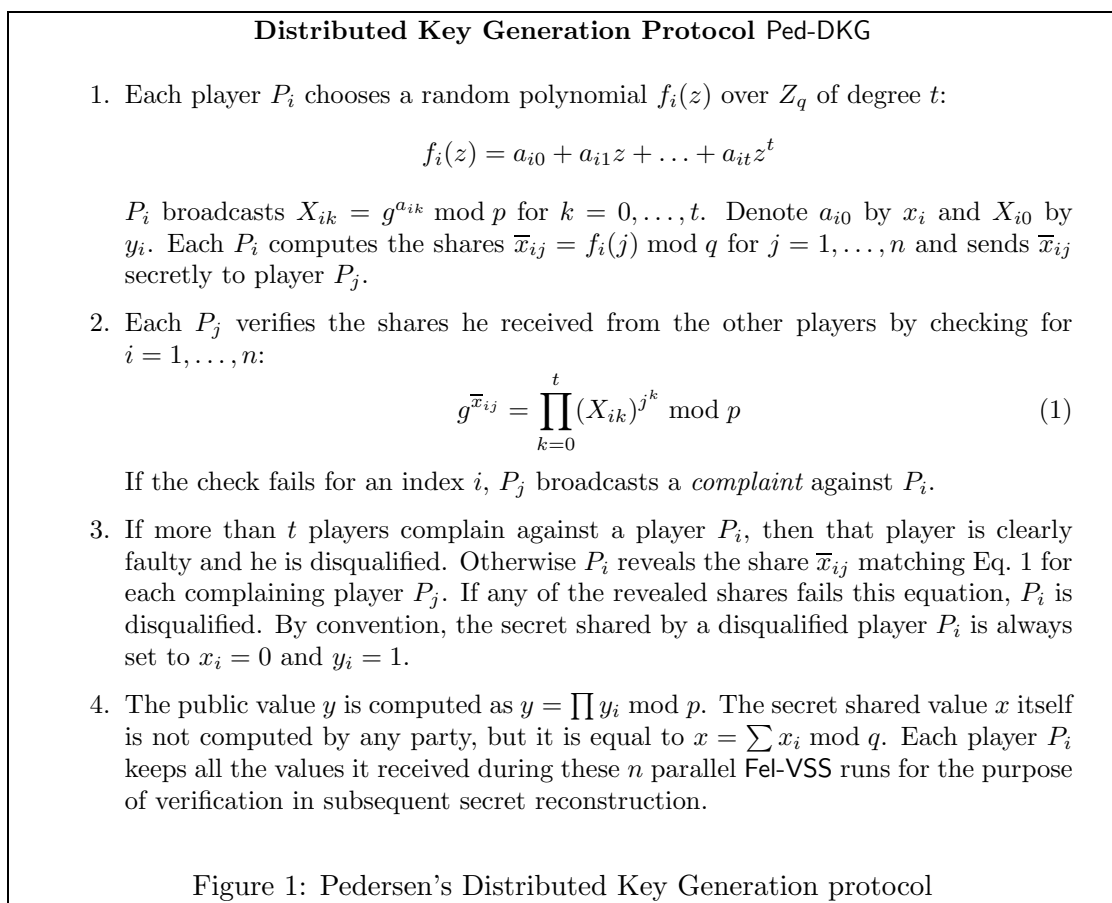 Distributed Key Generation Protocol Ped-DKG
1. Each player P_i chooses a random polynomial f_i(z) over Z_q of degree t:
f_i(z) = a_{i0} + a_{i1}z + . . . + a_{it}z^t
P_i broadcasts X_{ik} = g^{a_{ik}} mod p for k = 0, . . . , t. Denote a_{i0} by x_i and X_{i0} by
y_i. Each P_i computes the shares x̅_{ij} = f_i(j) mod q for j = 1, . . . , n and sends x̅_{ij}
secretly to player P_j.
2. Each P_j verifies the shares he received from the other players by checking for
i = 1, . . . , n:
g^{x̅_{ij}} = ∏_{k=0}^{t} (X_{ik})^{j^k} mod p (1)
If the check fails for an index i, P_j broadcasts a complaint against P_i.
3. If more than t players complain against a player P_i, then that player is clearly
faulty and he is disqualified. Otherwise P_i reveals the share x̅_{ij} matching Eq. 1 for
each complaining player P_j. If any of the revealed shares fails this equation, P_i is
disqualified. By convention, the secret shared by a disqualified player P_i is always
set to x_i = 0 and y_i = 1.
4. The public value y is computed as y = ∏ y_i mod p. The secret shared value x itself
is not computed by any party, but it is equal to x = ∑ x_i mod q. Each player P_i
keeps all the values it received during these n parallel Fel-VSS runs for the purpose
of verification in subsequent secret reconstruction.
Figure 1: Pedersen's Distributed Key Generation protocol